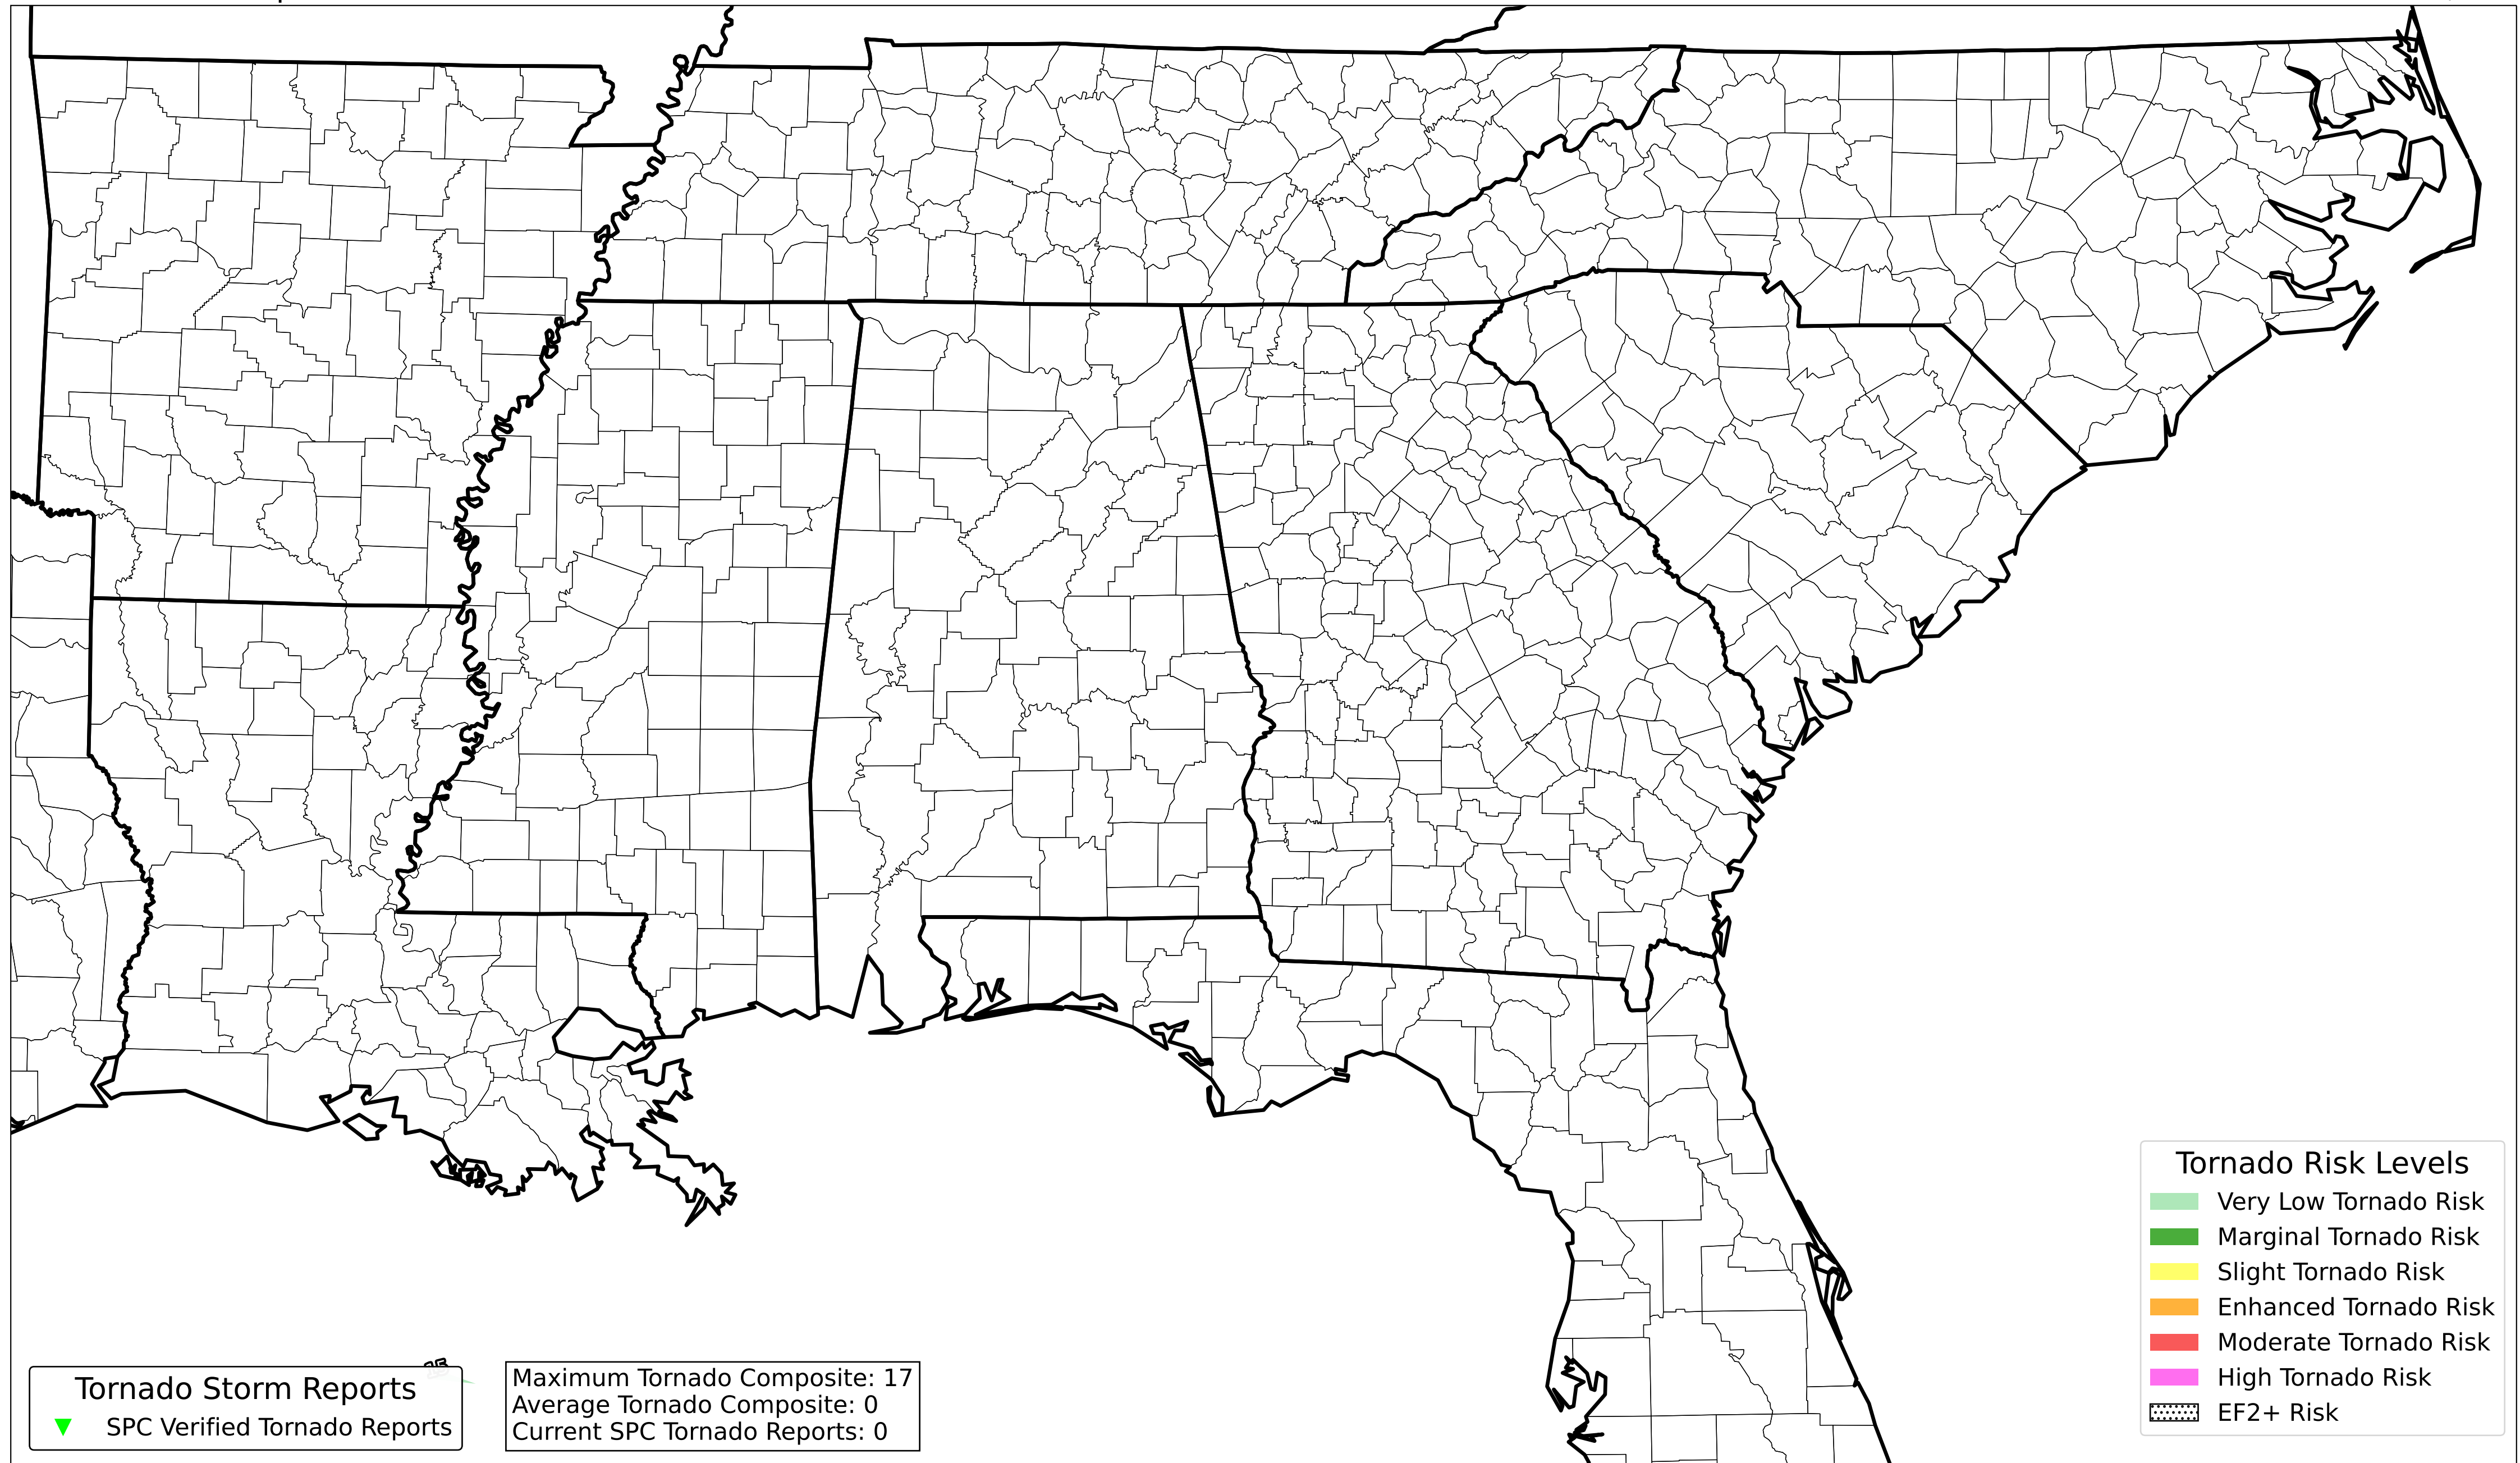 Tornado Risk Levels
Very Low Tornado Risk
Marginal Tornado Risk
Slight Tornado Risk
Enhanced Tornado Risk
Moderate Tornado Risk
High Tornado Risk
EF2+ Risk
Tornado Storm Reports
SPC Verified Tornado Reports
Maximum Tornado Composite: 17
Average Tornado Composite: 0
Current SPC Tornado Reports: 0